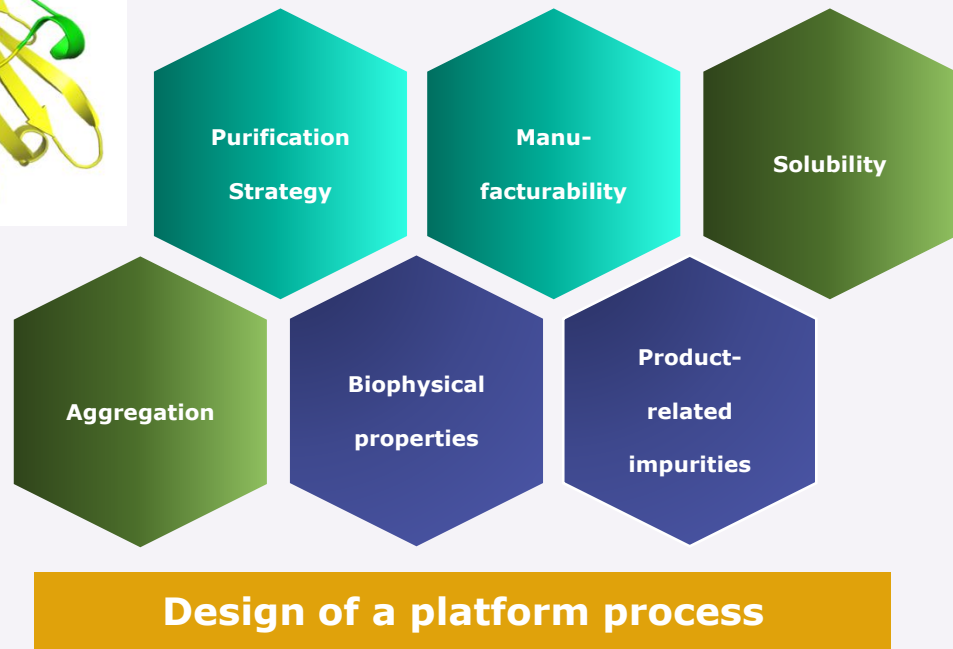 Purification
Strategy
Manu-
facturability
Solubility
Aggregation
Biophysical
properties
Product-
related
impurities
Design of a platform process